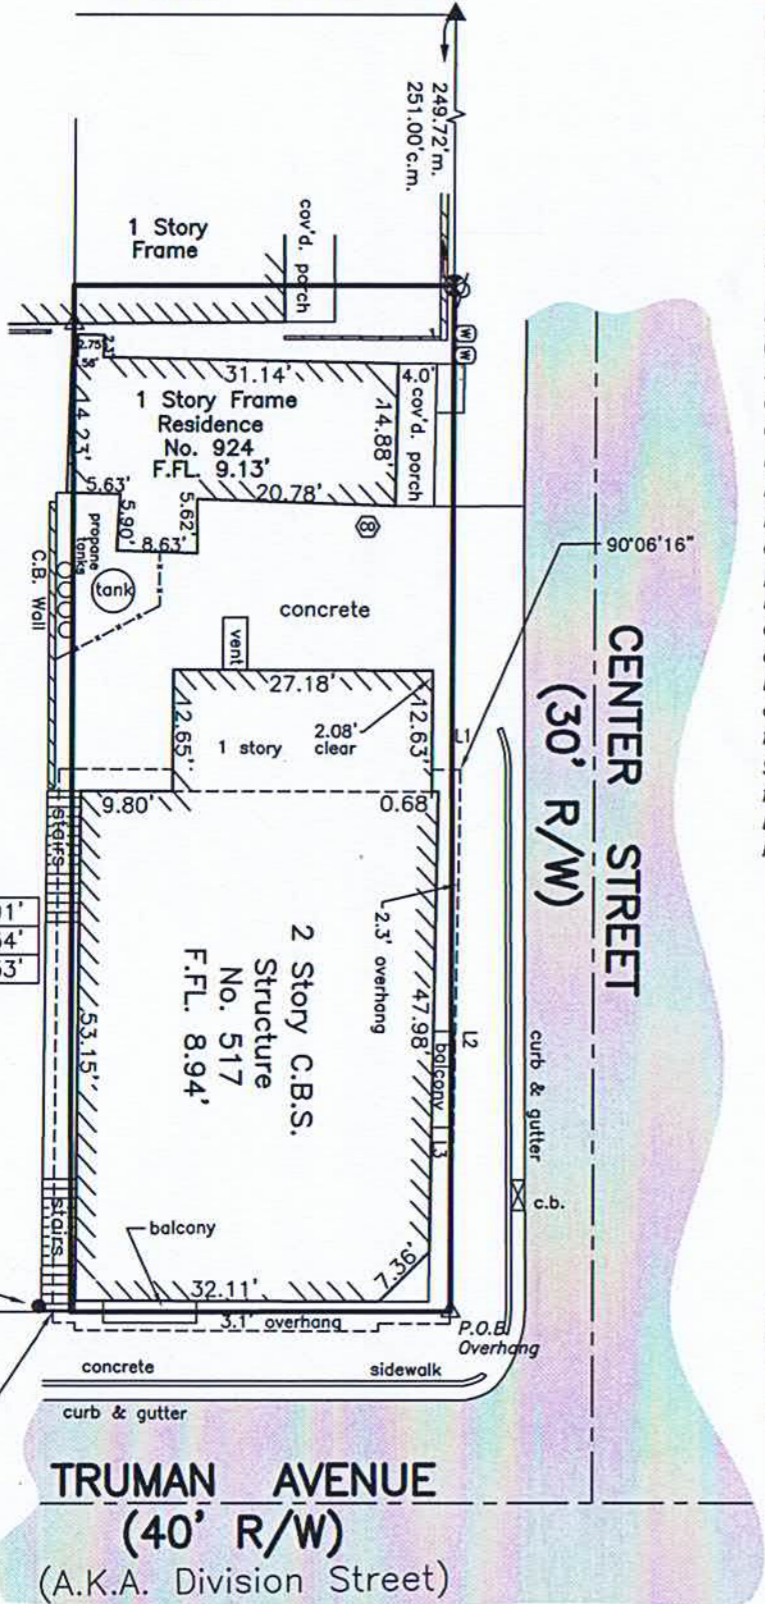 249.72'm.
251.00'c.m.
1 Story
Frame
cov'd. porch
W
W
2.75'
31.14'
4.0'
cov'd. porch
1 Story Frame
Residence
No. 924
F.FL. 9.13'
14.23'
14.88'
5.63'
20.78'
5.90'
5.62'
8.63'
CO
propane
tanks
tank
C.B. Wall
concrete
90°06'16"
CENTER STREET
(30' R/W)
vent
27.18'
12.65'
1 story
2.08'
clear
12.63'
L1
9.80'
0.68'
stairs
2.3' overhang
47.98'
L2
2 Story C.B.S.
Structure
No. 517
F.FL. 8.94'
53.15'
balcony
L3
curb & gutter
c.b.
stairs
balcony
7.36'
32.11'
3.1' overhang
P.O.B.
Overhang
concrete
sidewalk
curb & gutter
TRUMAN AVENUE
(40' R/W)
(A.K.A. Division Street)